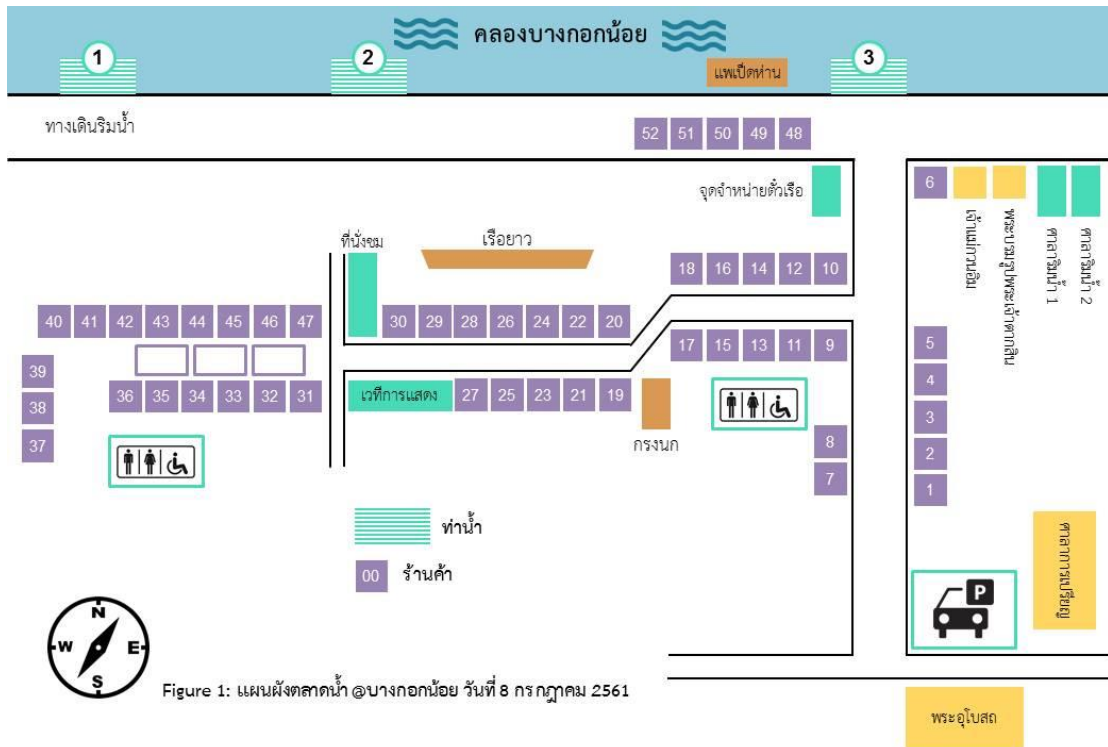 คลองบางกอกน้อย
1
2
3
แพเป็ดห่าน
ทางเดินริมน้ำ
52 51 50 49 48
จุดจำหน่ายตั๋วเรือ
6
เจ้าแม่กวนอิม
พระบรมรูปพระเจ้าตากสิน
ศาลาริมน้ำ 1
ศาลาริมน้ำ 2
ที่นั่งชม
เรือยาว
18 16 14 12 10
40 41 42 43 44 45 46 47
30 29 28 26 24 22 20
17 15 13 11 9
5
4
3
2
1
39
38
37
36 35 34 33 32 31
เวทีการแสดง
27 25 23 21 19
กรงนก
8
7
ท่าน้ำ
00 ร้านค้า
ศาลาการเปรียญ
P
N
W E
S
Figure 1: แผนผังตลาดน้ำ @บางกอกน้อย วันที่ 8 กรกฎาคม 2561
พระอุโบสถ